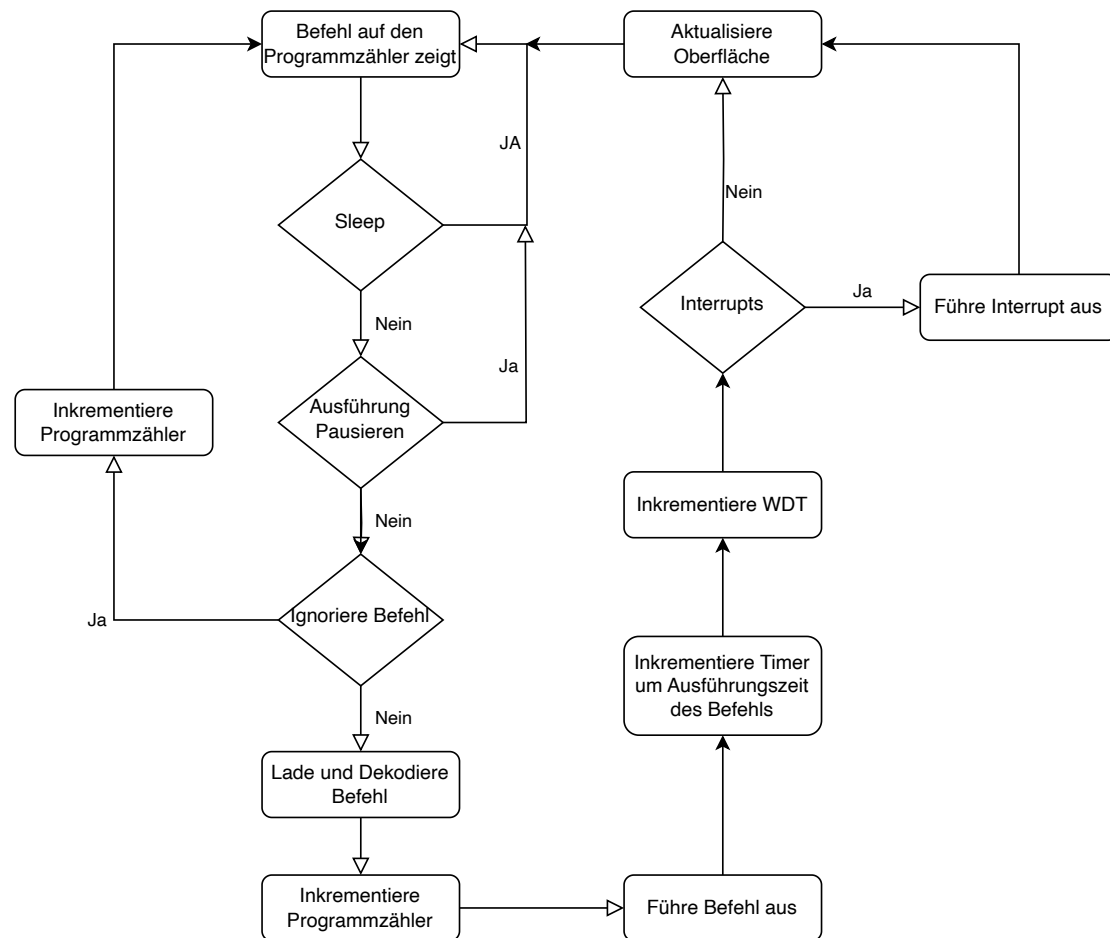 Befehl auf den
Programmzähler zeigt
Aktualisiere
Oberfläche
JA
Nein
Sleep
Interrupts
Ja
Führe Interrupt aus
Nein
Ja
Inkrementiere
Programmzähler
Ausführung
Pausieren
Inkrementiere WDT
Nein
Ignoriere Befehl
Ja
Inkrementiere Timer
um Ausführungszeit
des Befehls
Nein
Lade und Dekodiere
Befehl
Inkrementiere
Programmzähler
Führe Befehl aus